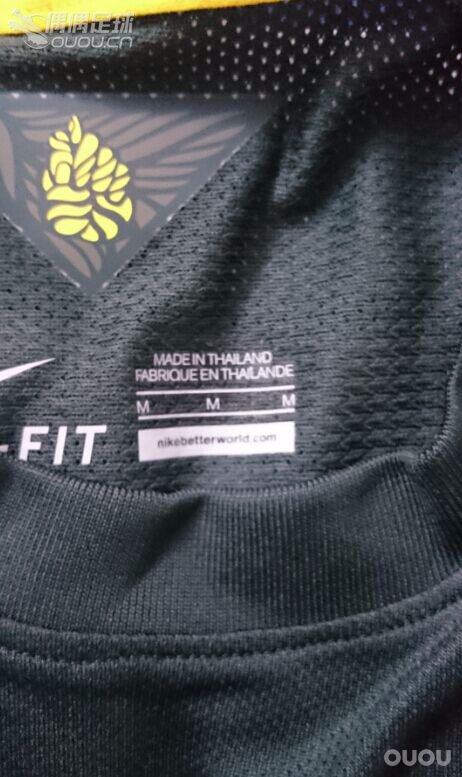 偶偶足球
OUOU.CN
MADE IN THAILAND
FABRIQUE EN THAILANDE
M M M
-FIT
nikebetterworld.com
OUOU